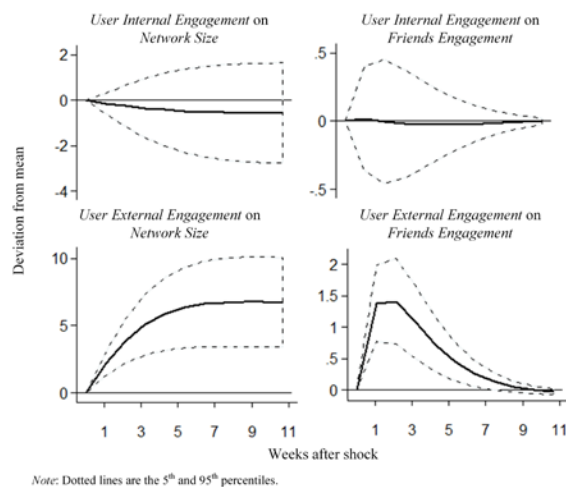 User Internal Engagement on
Network Size
User Internal Engagement on
Friends Engagement
2
0
-2
-4
.5
0
-.5
Deviation from mean
User External Engagement on
Network Size
User External Engagement on
Friends Engagement
10
5
0
2
1.5
1
.5
0
1 3 5 7 9 11
1 3 5 7 9 11
Weeks after shock
Note: Dotted lines are the 5th and 95th percentiles.